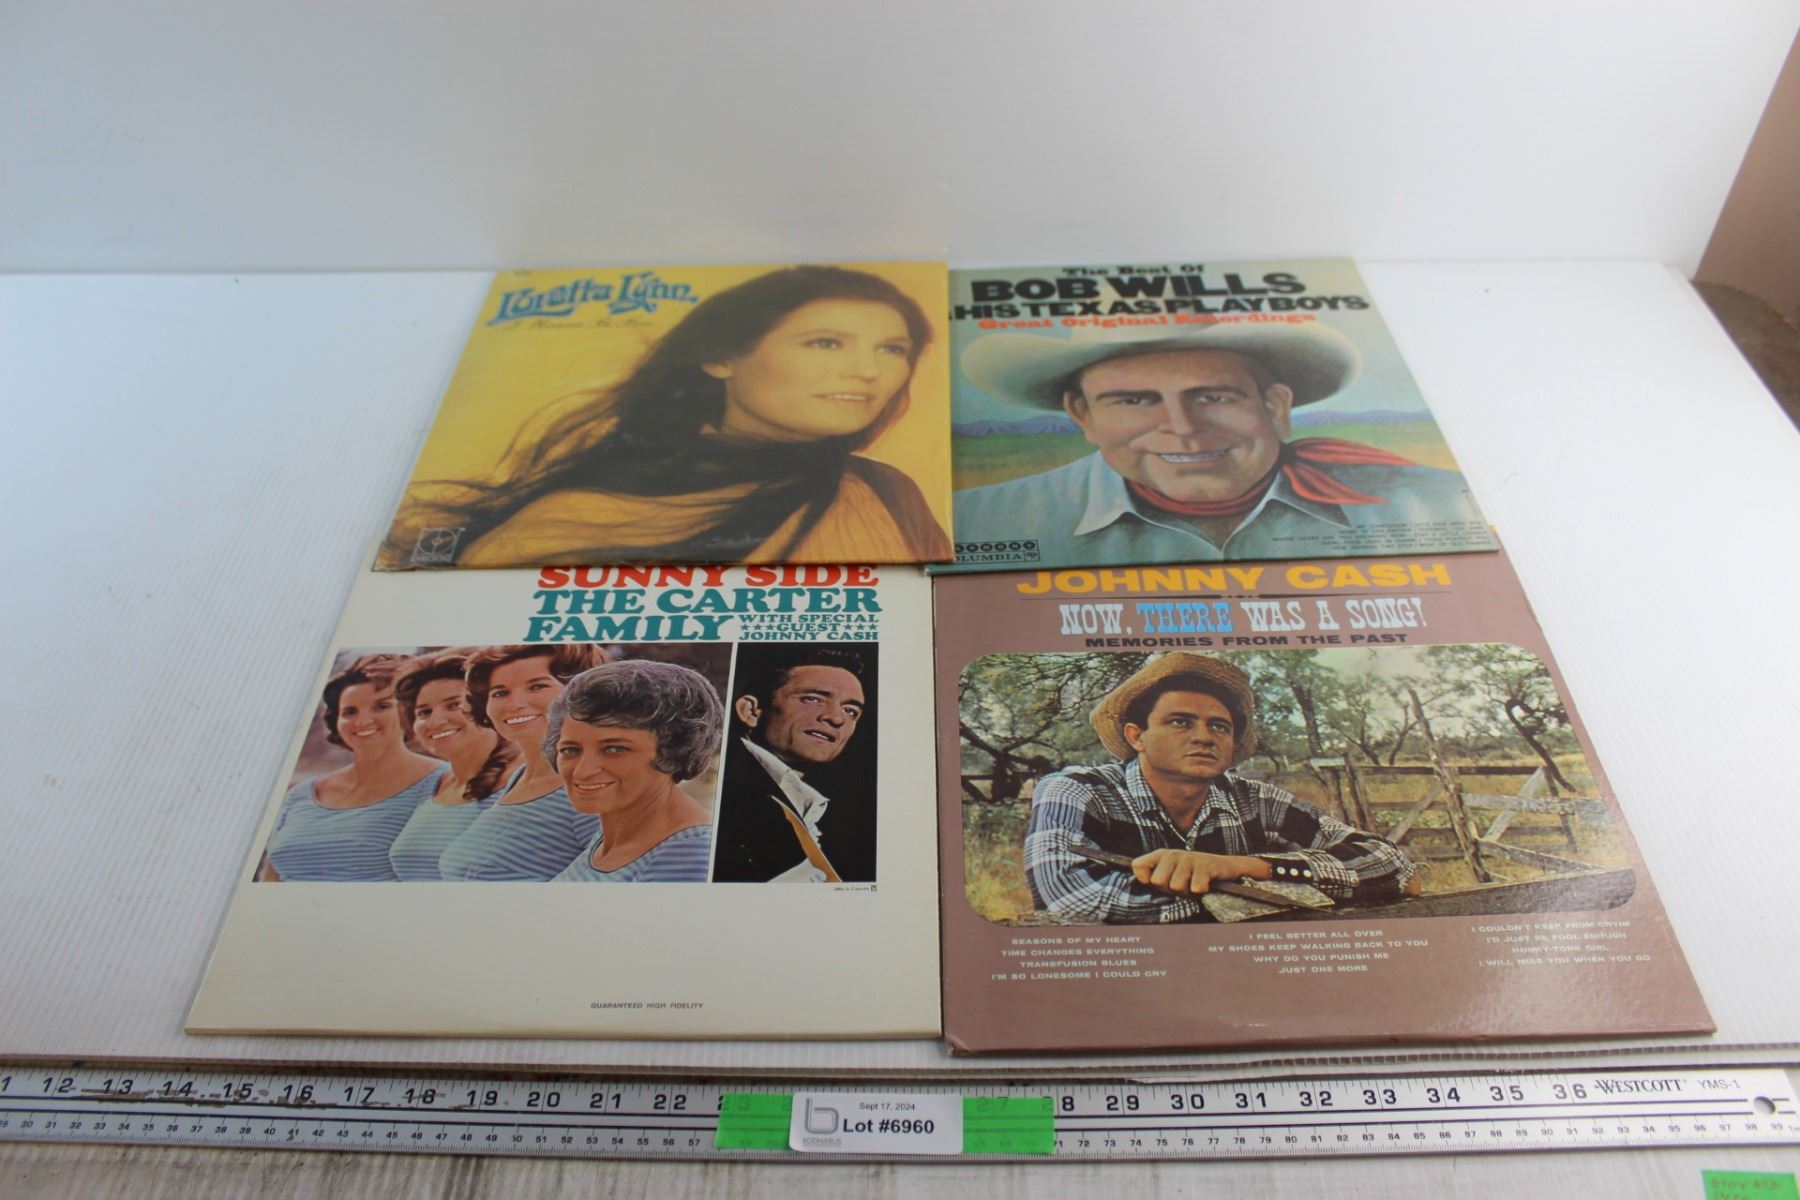 Loretta Lynn
The Best Of
BOB WILLS
HIS TEXAS PLAYBOYS
Great Original Recordings
COLUMBIA
SUNNY SIDE
THE CARTER
FAMILY
WITH SPECIAL
★★★GUEST★★★
JOHNNY CASH
GUARANTEED HIGH FIDELITY
JOHNNY CASH
NOW, THERE WAS A SONG!
MEMORIES FROM THE PAST
SEASONS OF MY HEART
TIME CHANGES EVERYTHING
TRANSFUSION BLUES
I'M SO LONESOME I COULD CRY
I FEEL BETTER ALL OVER
MY SHOES KEEP WALKING BACK TO YOU
WHY DO YOU PUNISH ME
JUST ONE MORE
I COULDN'T KEEP FROM CRYIN'
I'D JUST BE FOOL ENOUGH
HONKY-TONK GIRL
I WILL MISS YOU WHEN YOU GO
1 12 13 14 15 16 17 18 19 20 21 22 23 27 28 29 30 31 32 33 34 35 36 WESTCOTT YMS-1
Sept 17, 2024
Lot #6960
KODHABUS